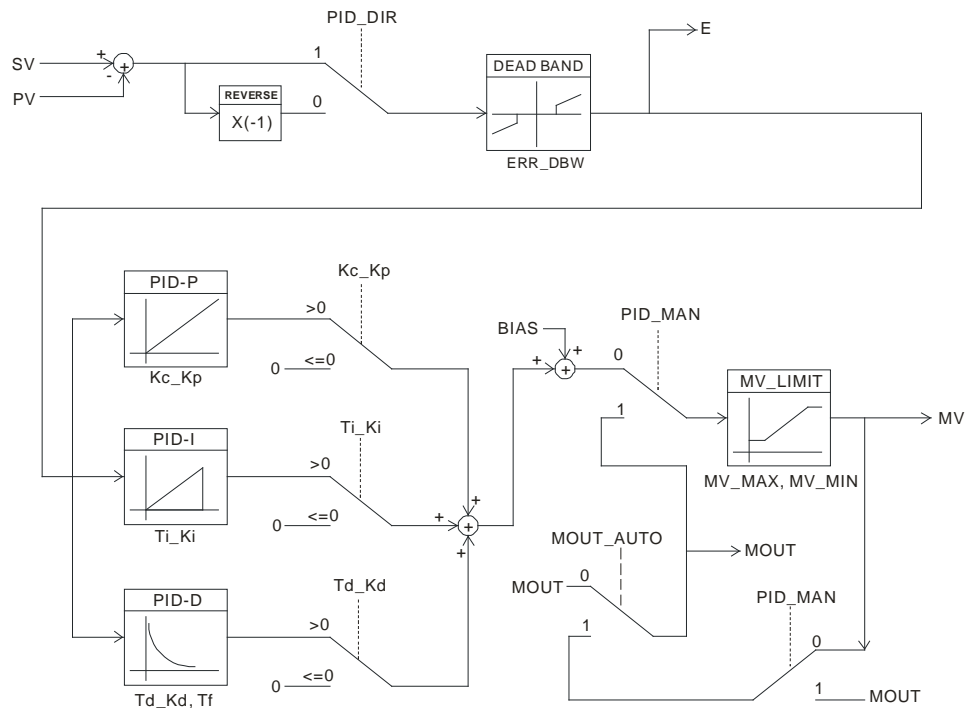 PID_DIR
E
SV
+
-
+
PV
1
0
REVERSE
X(-1)
DEAD BAND
ERR_DBW
PID-P
Kc_Kp
Kc_Kp
>0
0
<=0
BIAS
+
+
+
PID_MAN
0
1
MV_LIMIT
MV_MAX, MV_MIN
MV
PID-I
Ti_Ki
Ti_Ki
>0
0
<=0
+
+
+
+
MOUT_AUTO
MOUT
0
1
MOUT
PID-D
Td_Kd, Tf
Td_Kd
>0
0
<=0
PID_MAN
0
1
MOUT